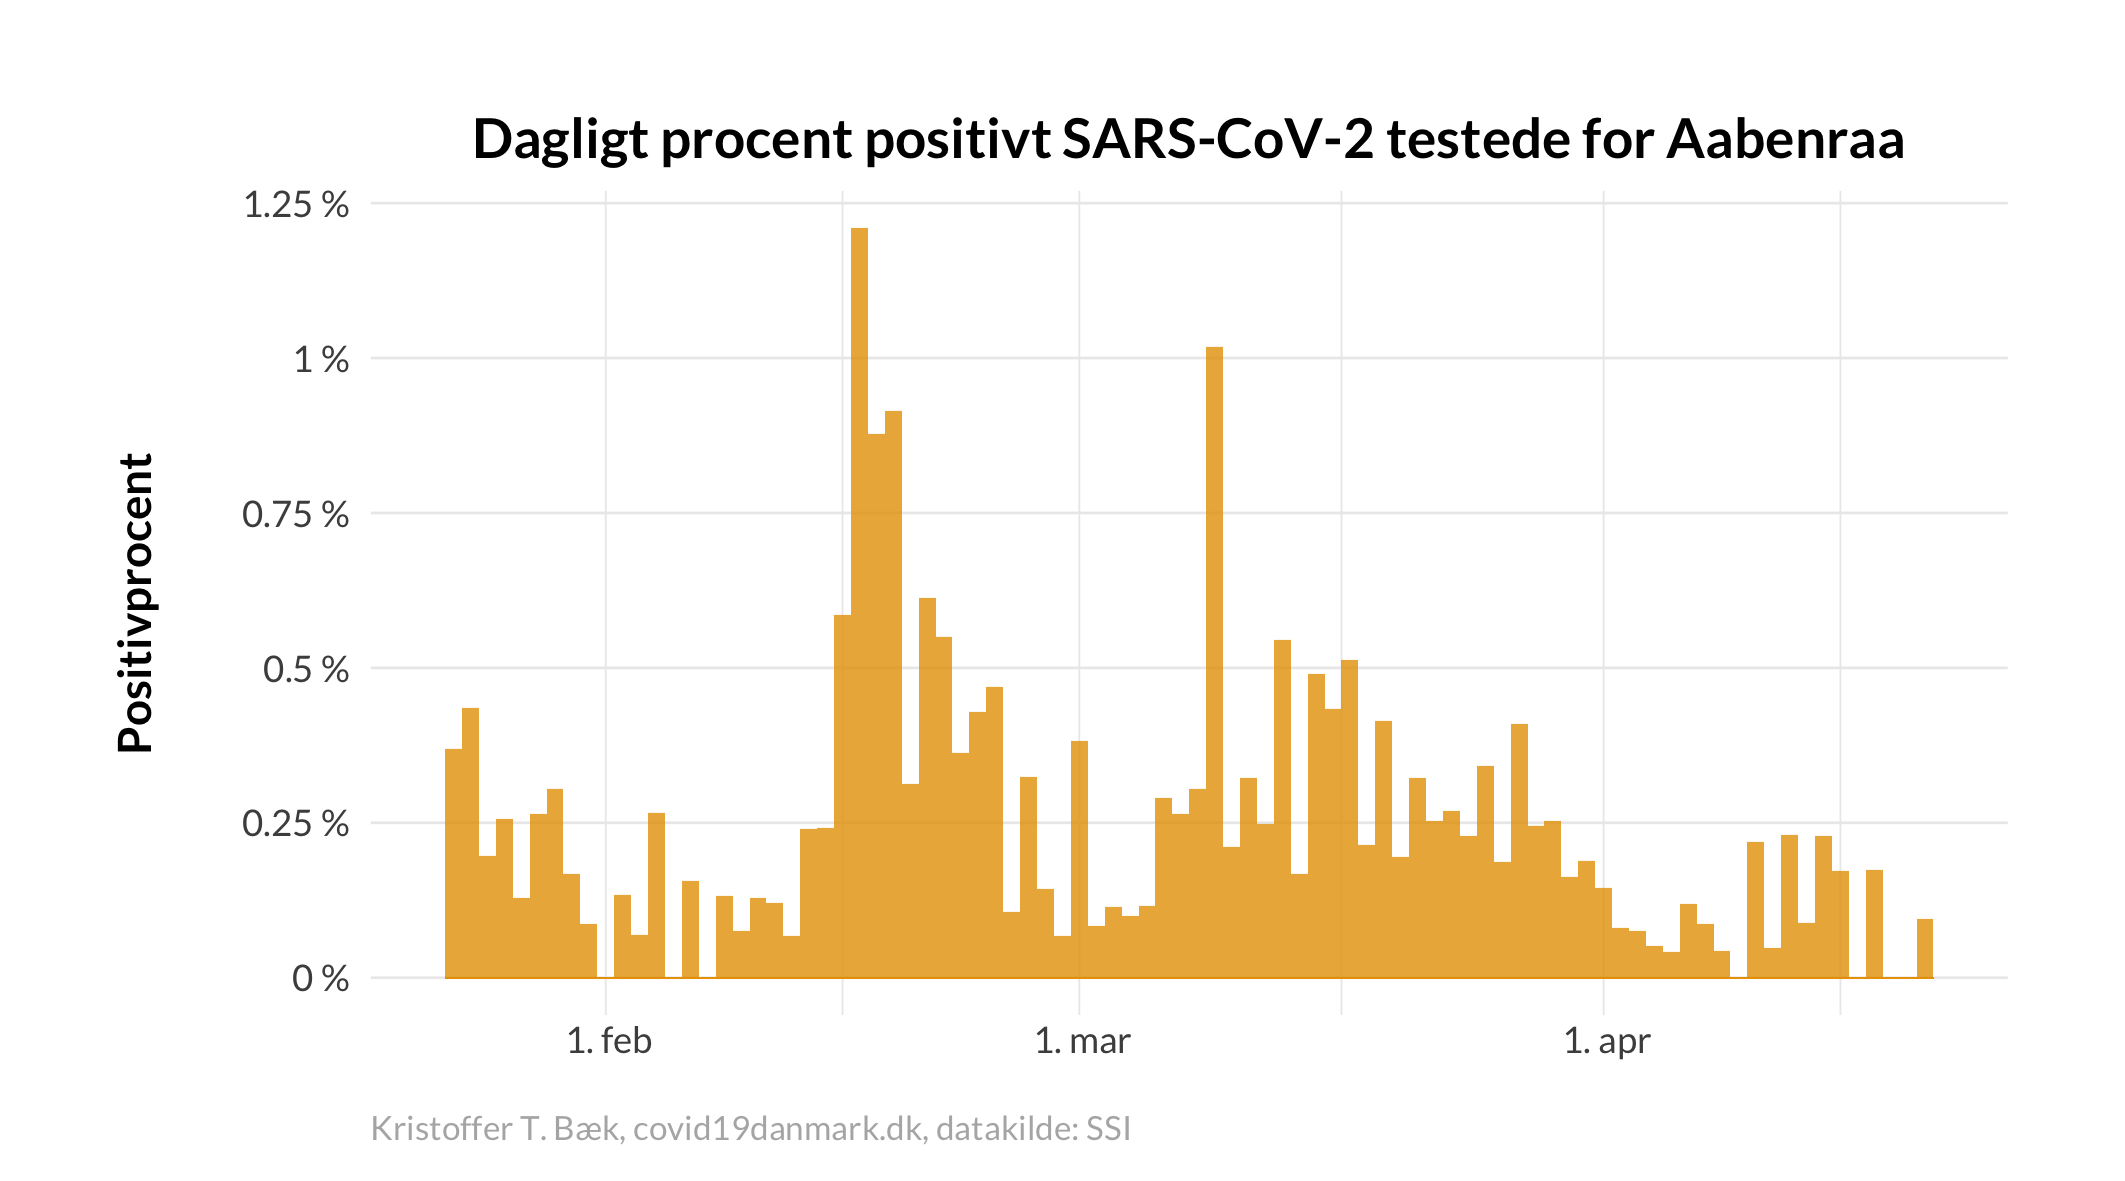 Dagligt procent positivt SARS-CoV-2 testede for Aabenraa
Positivprocent
1.25 %
1 %
0.75 %
0.5 %
0.25 %
0 %
1. feb
1. mar
1. apr
Kristoffer T. Bæk, covid19danmark.dk, datakilde: SSI